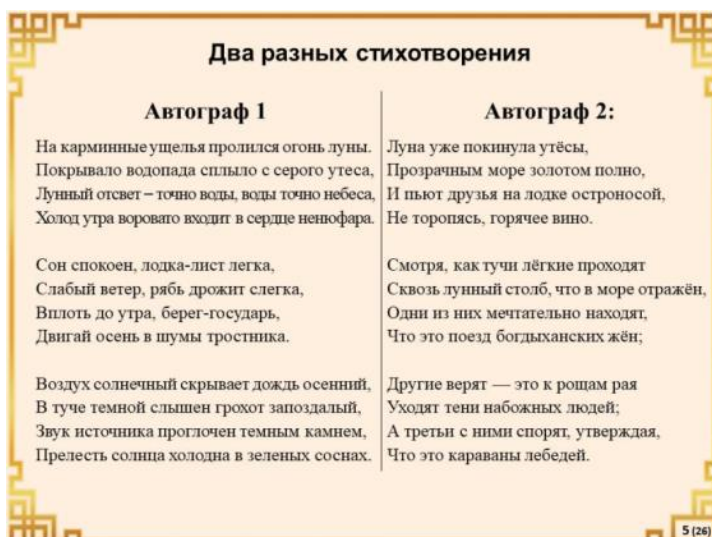 Два разных стихотворения
Автограф 1
На карминные ущелья пролился огонь луны.
Покрывало водопада сплыло с серого утеса,
Лунный отсвет – точно воды, воды точно небеса,
Холод утра воровато входит в сердце ненюфара.
Сон спокоен, лодка-лист легка,
Слабый ветер, рябь дрожит слегка,
Вплоть до утра, берег-государь,
Двигай осень в шумы тростника.
Воздух солнечный скрывает дождь осенний,
В туче темной слышен грохот запоздалый,
Звук источника проглочен темным камнем,
Прелесть солнца холодна в зеленых соснах.
Автограф 2:
Луна уже покинула утёсы,
Прозрачным море золотом полно,
И пьют друзья на лодке остроносой,
Не торопясь, горячее вино.
Смотря, как тучи лёгкие проходят
Сквозь лунный столб, что в море отражён,
Одни из них мечтательно находят,
Что это поезд богдыханских жён;
Другие верят — это к рощам рая
Уходят тени набожных людей;
А третьи с ними спорят, утверждая,
Что это караваны лебедей.
5 (26)